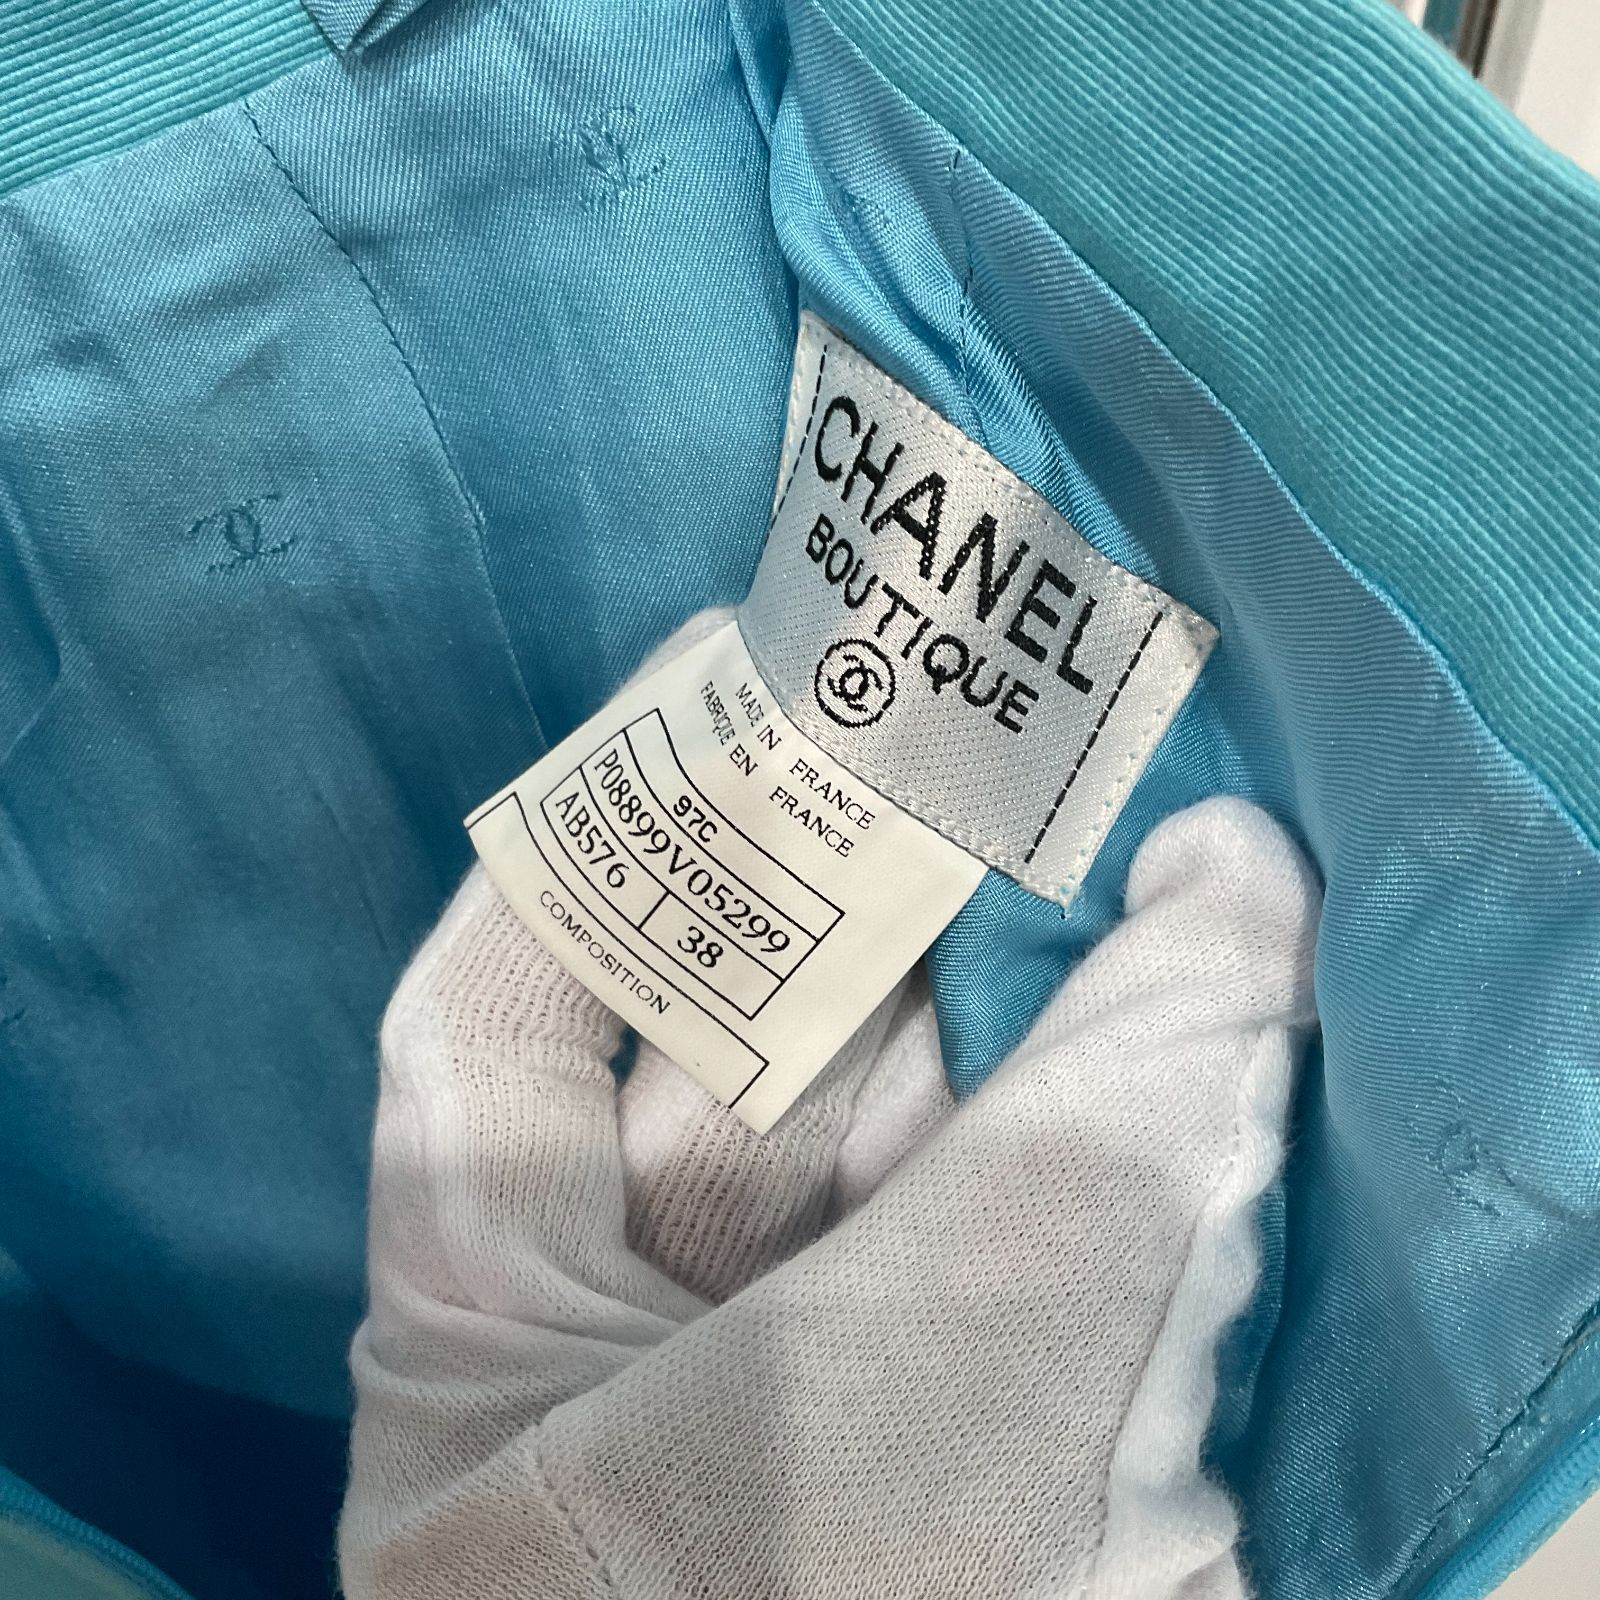 CHANEL
BOUTIQUE
MADE IN FRANCE
FABRIQUE EN FRANCE
97C
P08899V05299
AB576 38
COMPOSITION